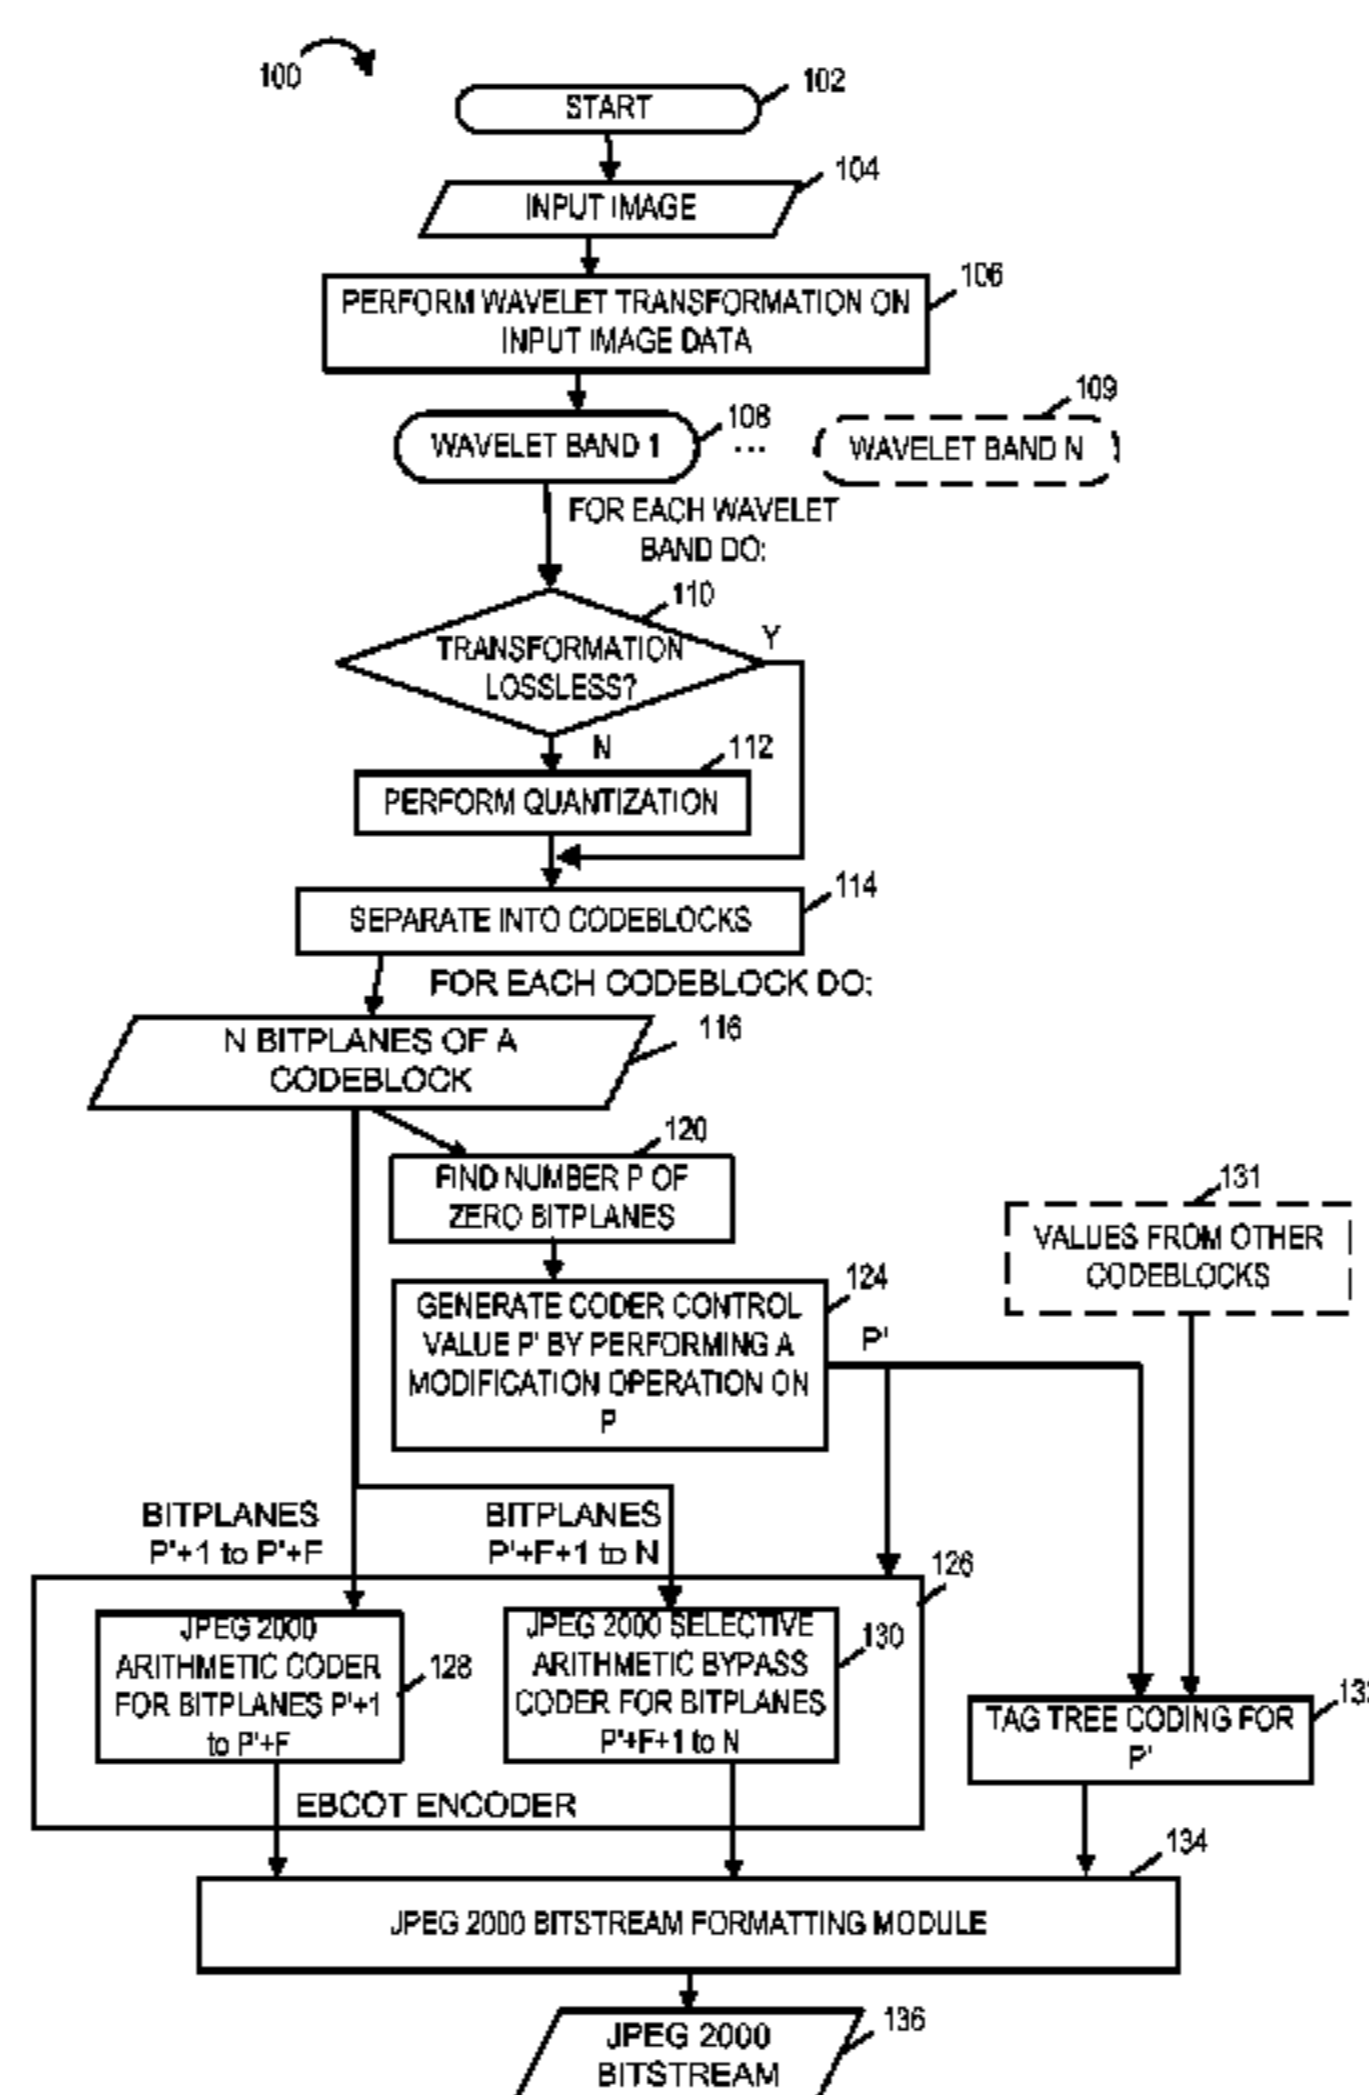 100
START
102
INPUT IMAGE
104
PERFORM WAVELET TRANSFORMATION ON
INPUT IMAGE DATA
106
WAVELET BAND 1
108
...
WAVELET BAND N
109
FOR EACH WAVELET
BAND DO:
110
TRANSFORMATION
LOSSLESS?
Y
N
112
PERFORM QUANTIZATION
114
SEPARATE INTO CODEBLOCKS
FOR EACH CODEBLOCK DO:
N BITPLANES OF A
CODEBLOCK
116
120
FIND NUMBER P OF
ZERO BITPLANES
131
VALUES FROM OTHER
CODEBLOCKS
124
GENERATE CODER CONTROL
VALUE P' BY PERFORMING A
MODIFICATION OPERATION ON
P
P'
BITPLANES
P'+1 to P'+F
BITPLANES
P'+F+1 to N
126
JPEG 2000
ARITHMETIC CODER
FOR BITPLANES P'+1
to P'+F
128
JPEG 2000 SELECTIVE
ARITHMETIC BYPASS
CODER FOR BITPLANES
P'+F+1 to N
130
TAG TREE CODING FOR
P'
EBCOT ENCODER
134
JPEG 2000 BITSTREAM FORMATTING MODULE
JPEG 2000
BITSTREAM
136